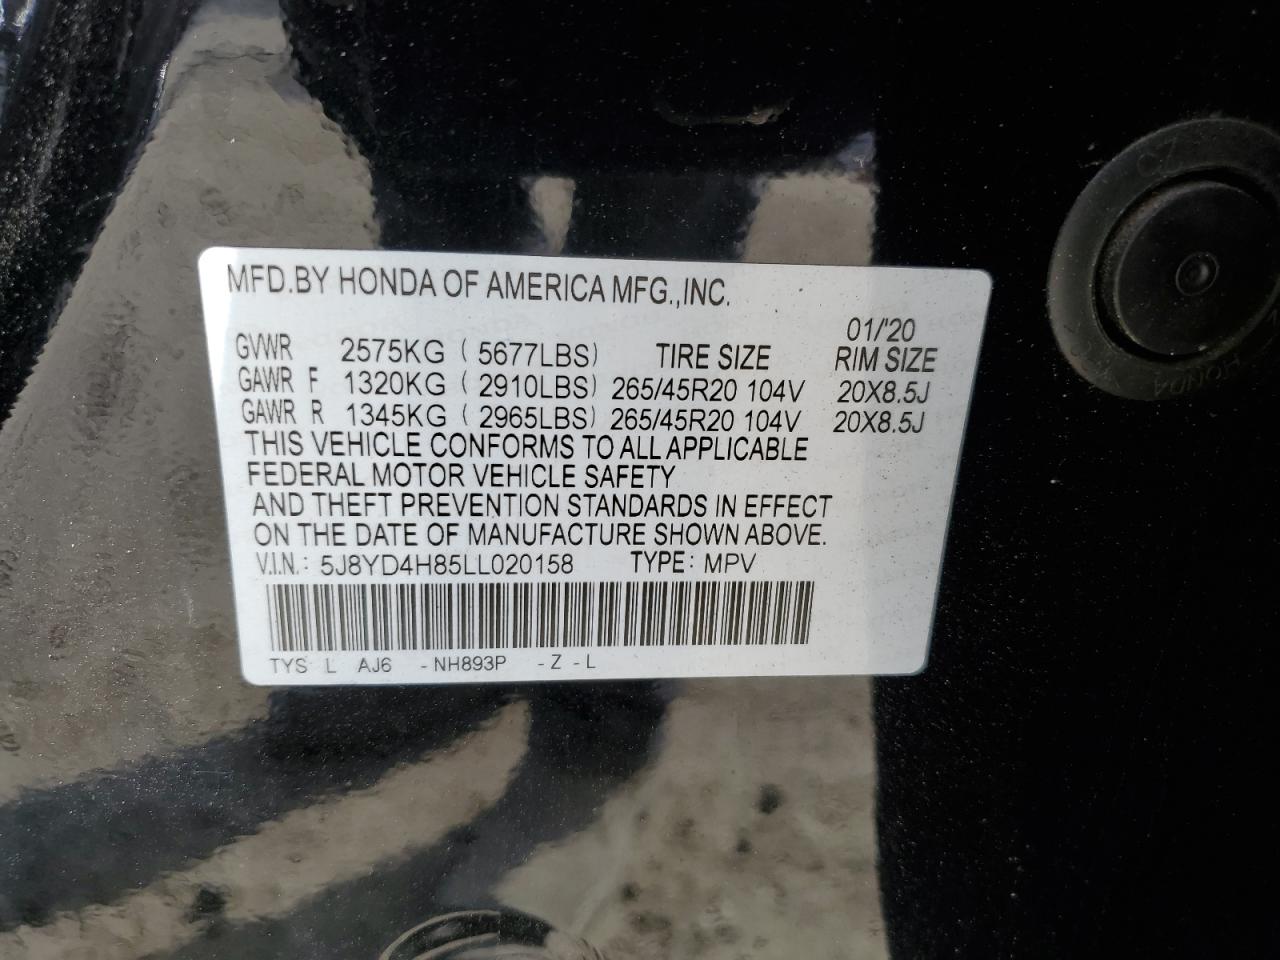 MFD.BY HONDA OF AMERICA MFG.,INC.
01/'20
GVWR 2575KG ( 5677LBS) TIRE SIZE RIM SIZE
GAWR F 1320KG ( 2910LBS) 265/45R20 104V 20X8.5J
GAWR R 1345KG ( 2965LBS) 265/45R20 104V 20X8.5J
THIS VEHICLE CONFORMS TO ALL APPLICABLE
FEDERAL MOTOR VEHICLE SAFETY
AND THEFT PREVENTION STANDARDS IN EFFECT
ON THE DATE OF MANUFACTURE SHOWN ABOVE.
V.I.N.: 5J8YD4H85LL020158 TYPE: MPV
TYS L AJ6 -NH893P -Z -L
HONDA